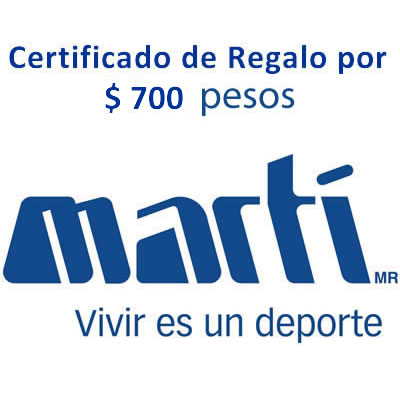 Certificado de Regalo por
$ 700 pesos
martí
MR
Vivir es un deporte